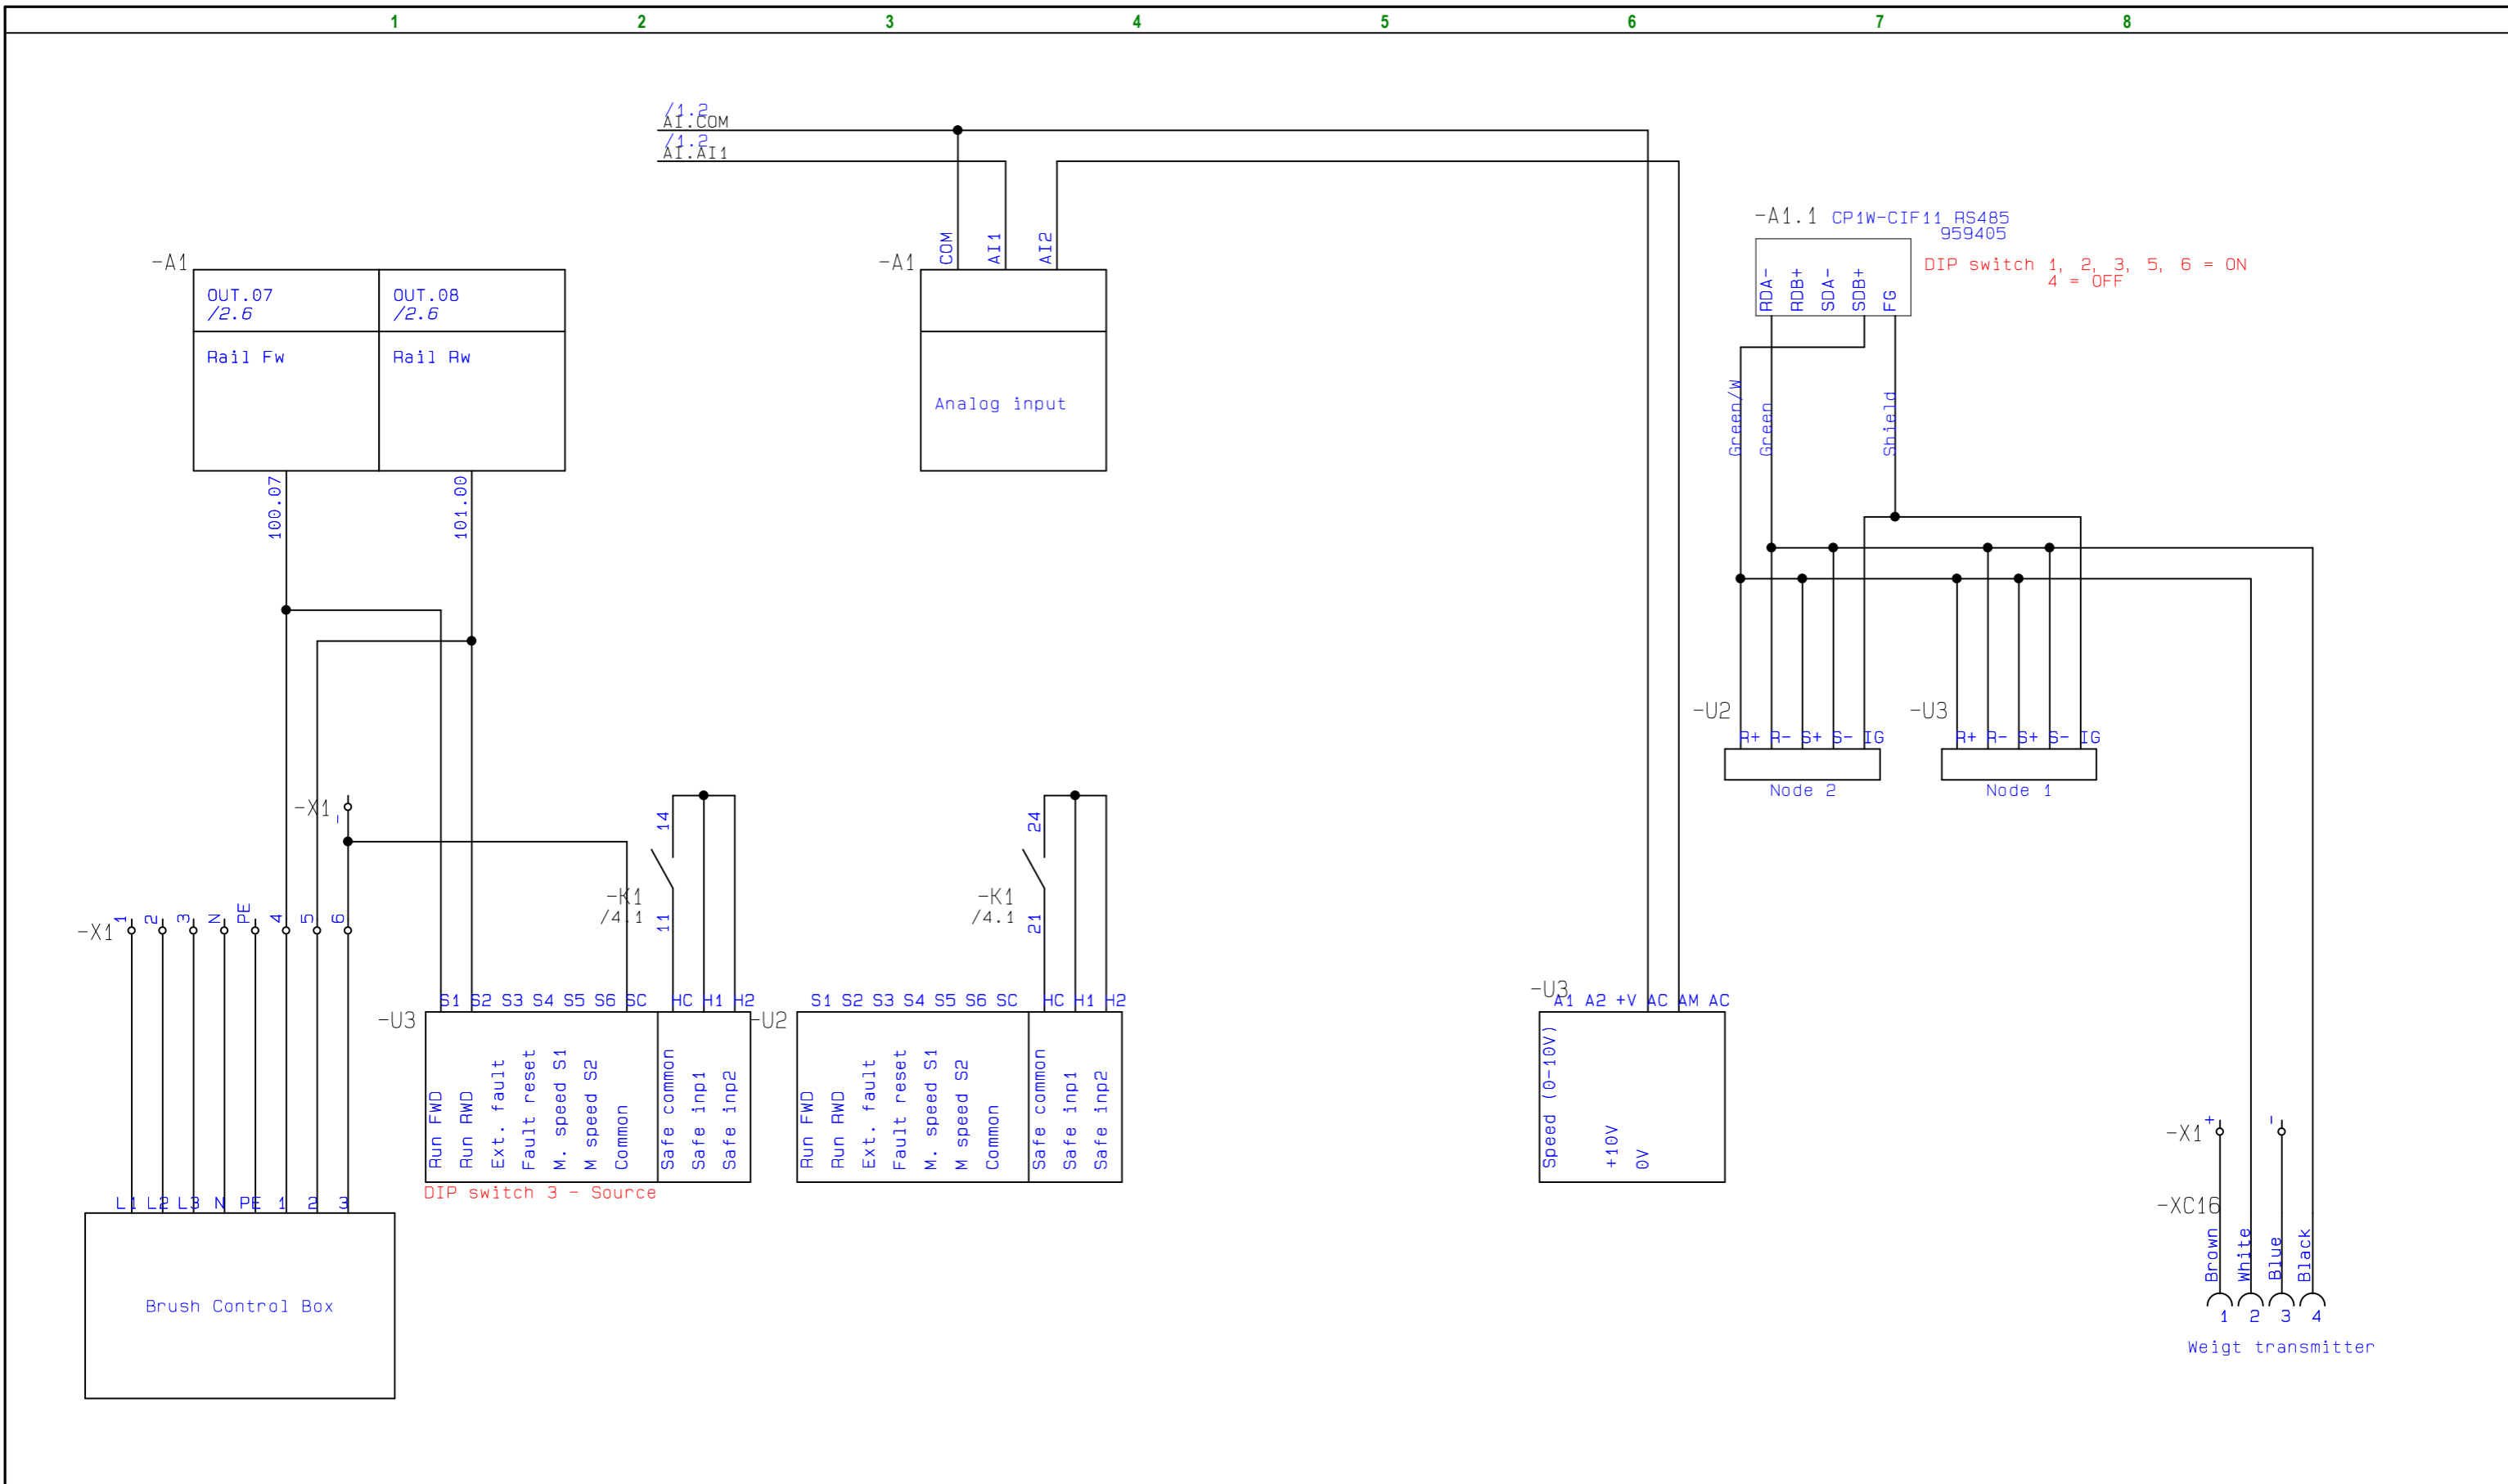 1 2 3 4 5 6 7 8
/1.2
AI.COM
/1.2
AI.AI1
-A1
OUT.07
/2.6
Rail Fw
OUT.08
/2.6
Rail Rw
100.07
101.00
-A1
COM
AI1
AI2
Analog input
-A1.1 CP1W-CIF11 RS485
959405
DIP switch 1, 2, 3, 5, 6 = ON
4 = OFF
RDA-
RDB+
SDA-
SDB+
FG
Green/W
Green
Shield
-U2
R+ R- S+ S- IG
Node 2
-U3
R+ R- S+ S- IG
Node 1
-X1
-
-X1
1
2
3
N
PE
4
5
6
14
-K1
/4.1
11
24
-K1
/4.1
21
-U3
S1 S2 S3 S4 S5 S6 SC HC H1 H2
Run FWD
Run RWD
Ext. fault
Fault reset
M. speed S1
M speed S2
Common
Safe common
Safe inp1
Safe inp2
DIP switch 3 - Source
-U2
S1 S2 S3 S4 S5 S6 SC HC H1 H2
Run FWD
Run RWD
Ext. fault
Fault reset
M. speed S1
M speed S2
Common
Safe common
Safe inp1
Safe inp2
-U3
A1 A2 +V AC AM AC
Speed (0-10V)
+10V
0V
L1 L2 L3 N PE 1 2 3
Brush Control Box
-X1
+
-
-XC16
Brown
White
Blue
Black
1 2 3 4
Weigt transmitter